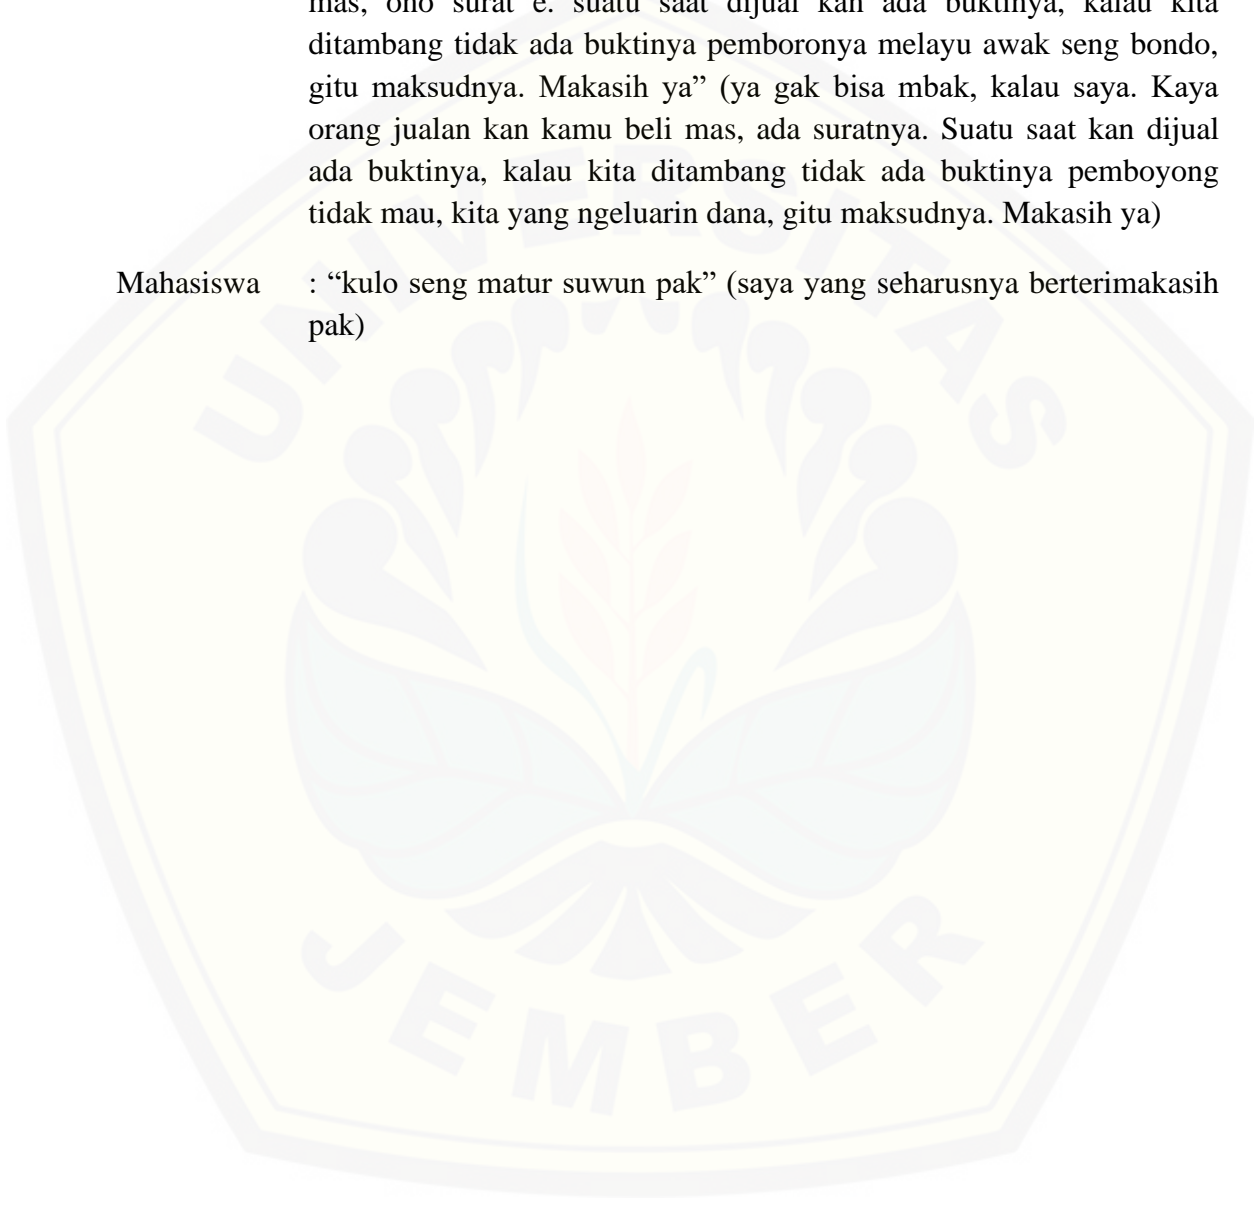 mas, ono surat e. suatu saat dijual kan ada buktinya, kalau kita
ditambang tidak ada buktinya pemboronya melayu awak seng bondo,
gitu maksudnya. Makasih ya” (ya gak bisa mbak, kalau saya. Kaya
orang jualan kan kamu beli mas, ada suratnya. Suatu saat kan dijual
ada buktinya, kalau kita ditambang tidak ada buktinya pemboyong
tidak mau, kita yang ngeluarin dana, gitu maksudnya. Makasih ya)
Mahasiswa : “kulo seng matur suwun pak” (saya yang seharusnya berterimakasih
pak)
UNIVERSITAS
JEMBER